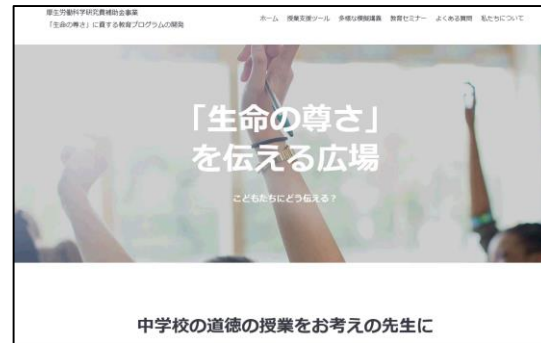 厚生労働科学研究費補助金事業
「生命の尊さ」に資する教育プログラムの開発
ホーム 授業支援ツール 多様な模擬講義 教育セミナー よくある質問 私たちについて
「生命の尊さ」
を伝える広場
こどもたちにどう伝える？
中学校の道徳の授業をお考えの先生に